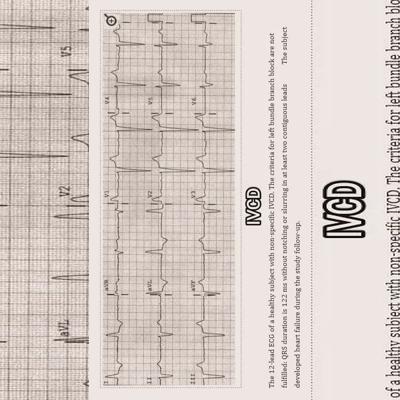 V5
V2
aVL
V4
V5
V6
V1
V2
V3
aVR
aVL
aVF
I
II
III
IVCD
The 12-lead ECG of a healthy subject with non-specific IVCD. The criteria for left bundle branch block are not
fulfilled: QRS duration is 122 ms without notching or slurring in at least two contiguous leads The subject
developed heart failure during the study follow-up.
IVCD
of a healthy subject with non-specific IVCD. The criteria for left bundle branch blo